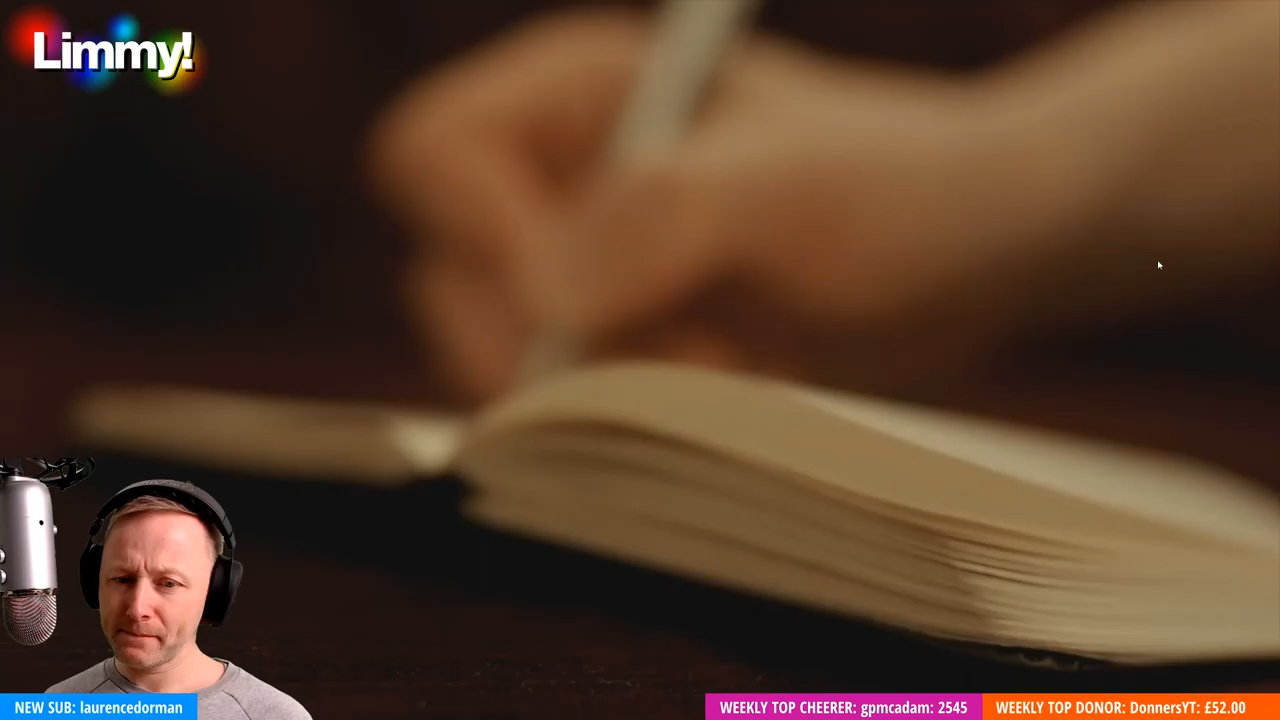 Limmy!
NEW SUB: laurencedorman
WEEKLY TOP CHEERER: gpmcadam: 2545
WEEKLY TOP DONOR: DonnersYT: £52.00